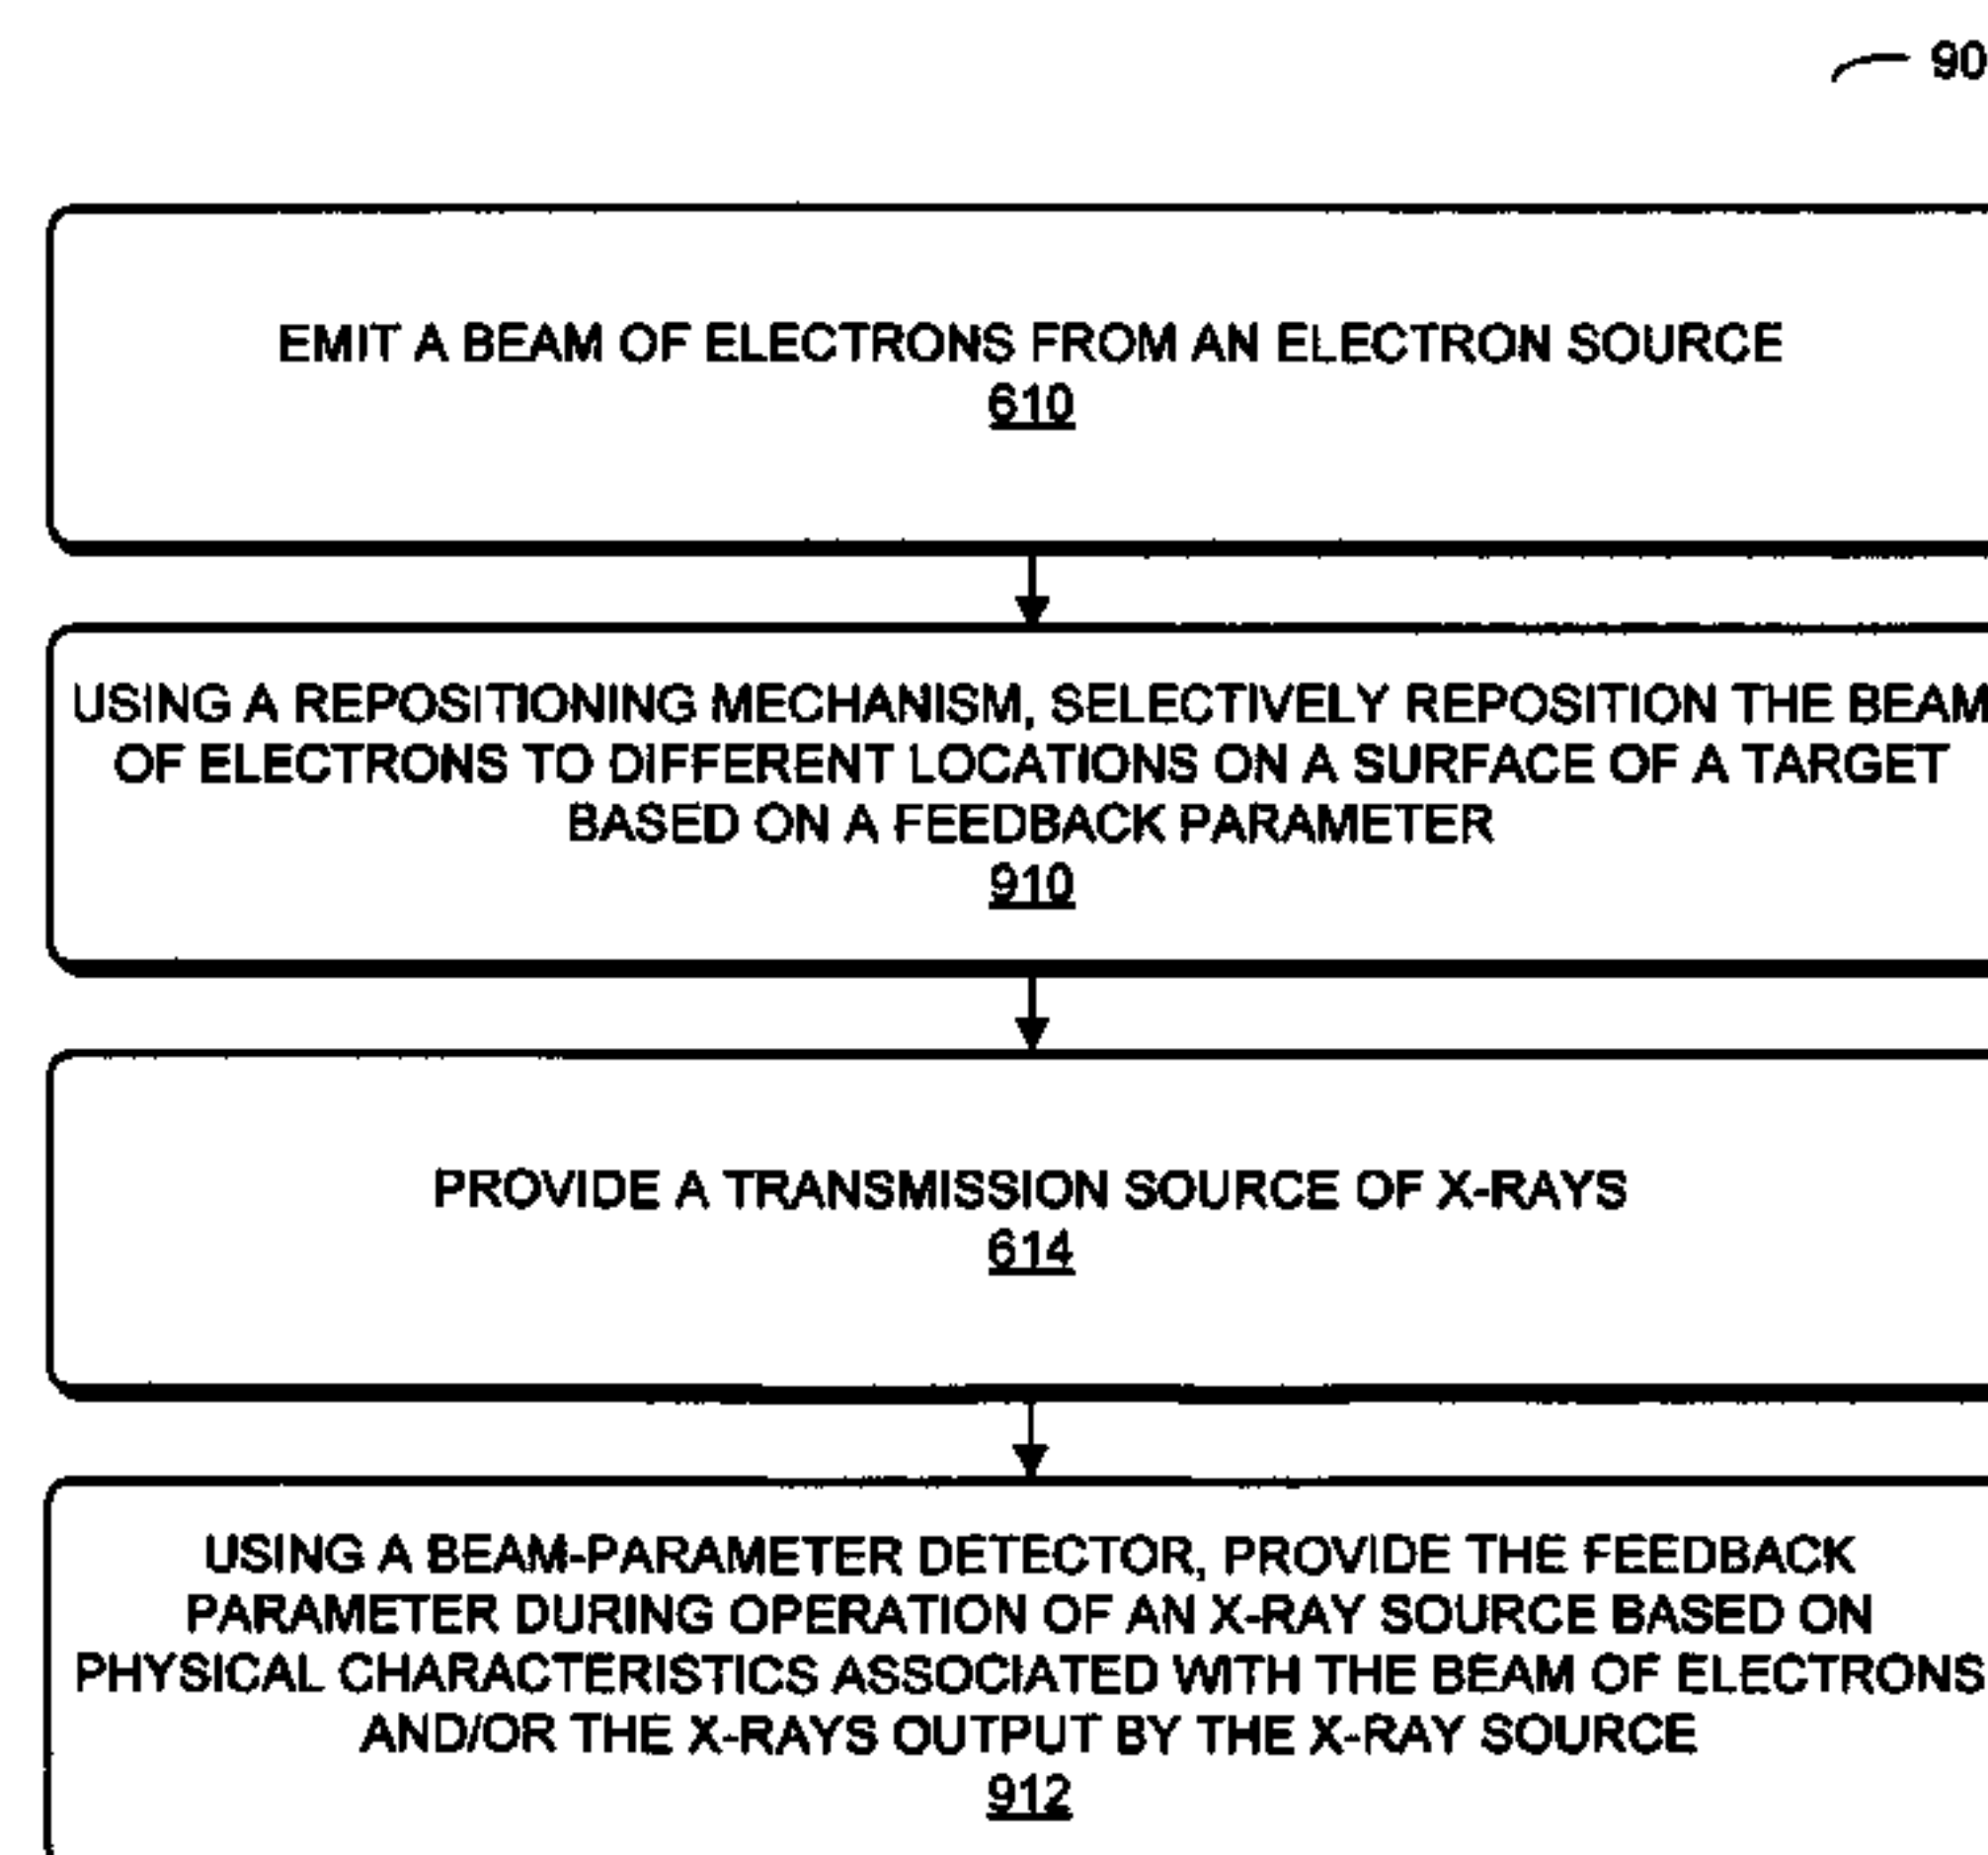 90
EMIT A BEAM OF ELECTRONS FROM AN ELECTRON SOURCE
610
USING A REPOSITIONING MECHANISM, SELECTIVELY REPOSITION THE BEAM
OF ELECTRONS TO DIFFERENT LOCATIONS ON A SURFACE OF A TARGET
BASED ON A FEEDBACK PARAMETER
910
PROVIDE A TRANSMISSION SOURCE OF X-RAYS
614
USING A BEAM-PARAMETER DETECTOR, PROVIDE THE FEEDBACK
PARAMETER DURING OPERATION OF AN X-RAY SOURCE BASED ON
PHYSICAL CHARACTERISTICS ASSOCIATED WITH THE BEAM OF ELECTRONS
AND/OR THE X-RAYS OUTPUT BY THE X-RAY SOURCE
912